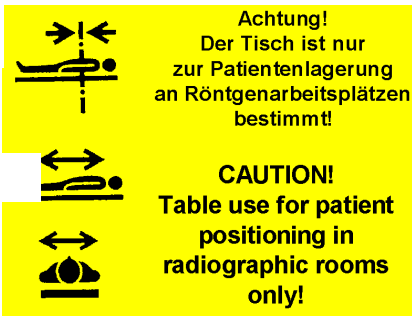 Achtung!
Der Tisch ist nur
zur Patientenlagerung
an Röntgenarbeitsplätzen
bestimmt!
CAUTION!
Table use for patient
positioning in
radiographic rooms
only!